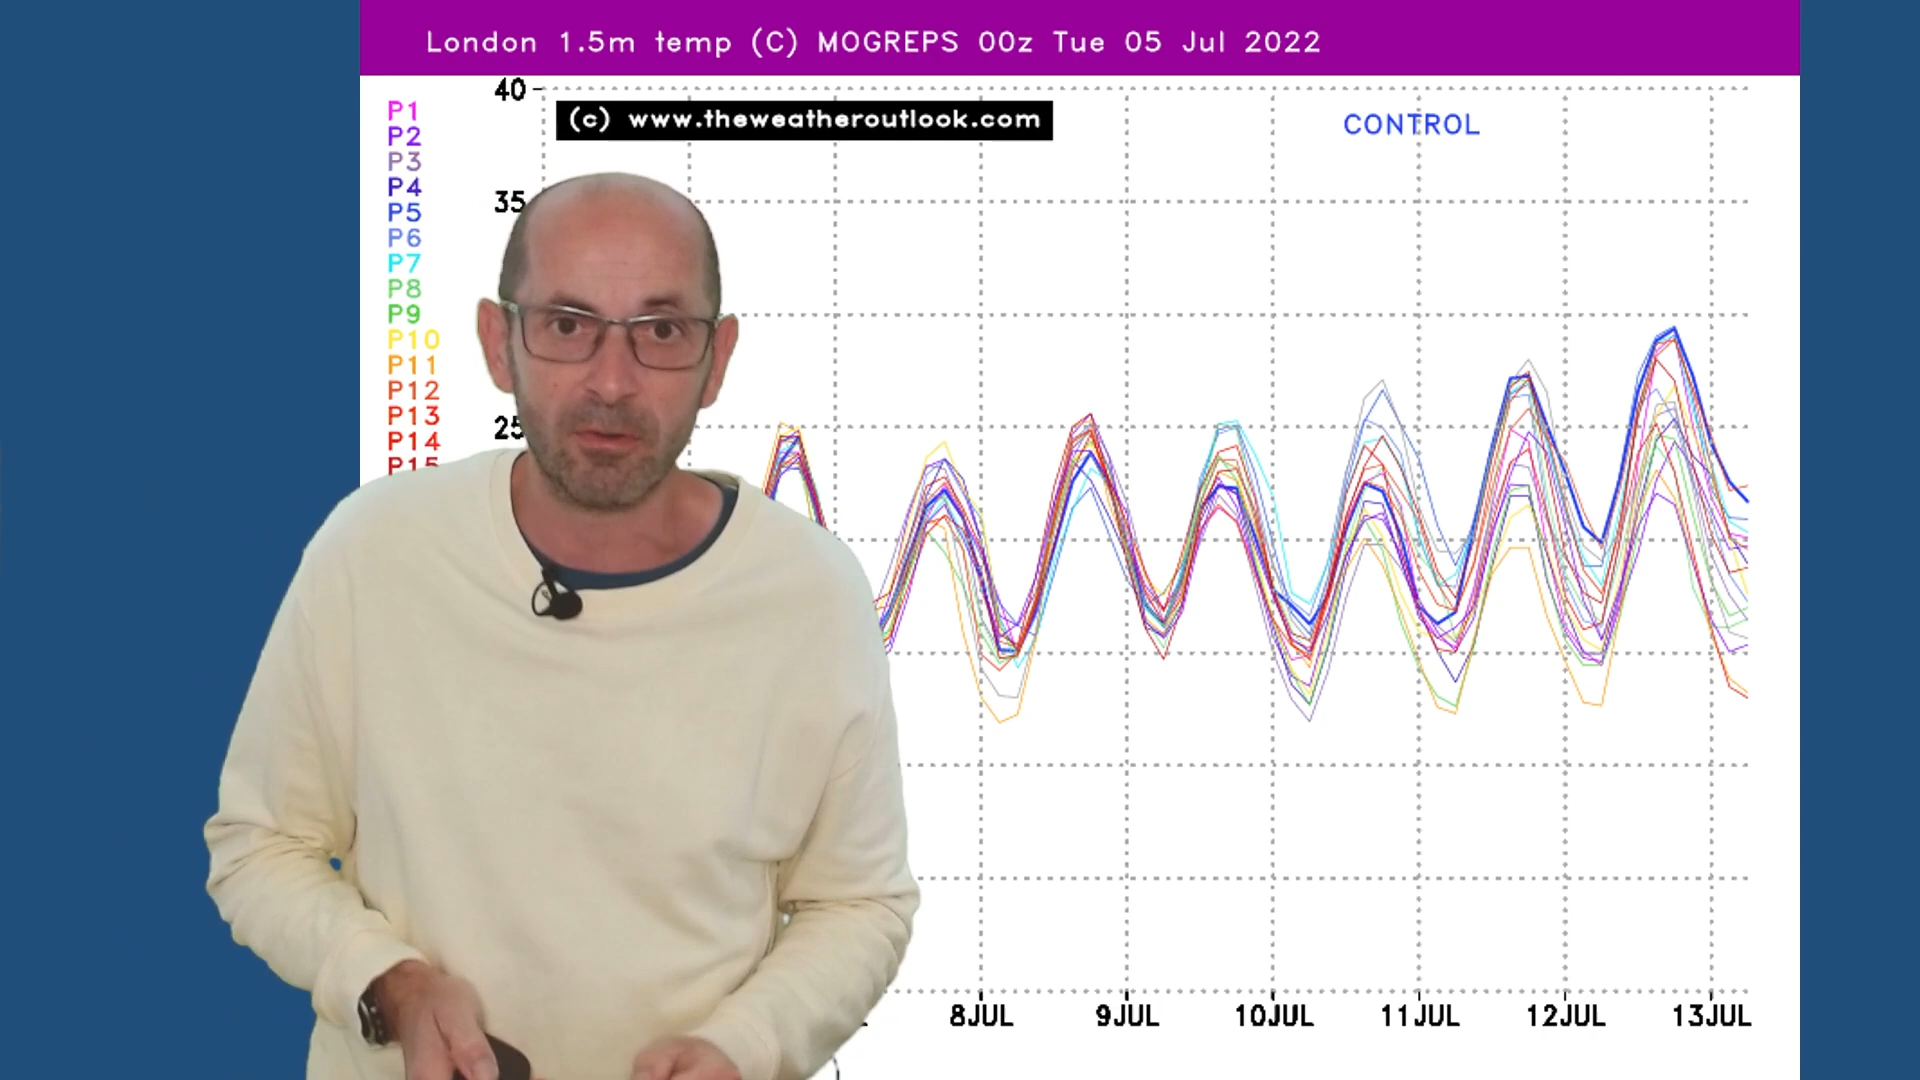 London 1.5m temp (C) MOGREPS 00z Tue 05 Jul 2022
40
(c) www.theweatheroutlook.com
CONTROL
P1
P2
P3
P4
P5
P6
P7
P8
P9
P10
P11
P12
P13
P14
P15
35
25
8JUL 9JUL 10JUL 11JUL 12JUL 13JUL